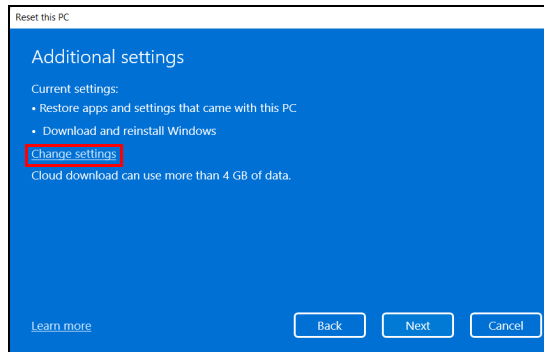 Reset this PC
Additional settings
Current settings:
• Restore apps and settings that came with this PC
• Download and reinstall Windows
Change settings
Cloud download can use more than 4 GB of data.
Learn more
Back
Next
Cancel